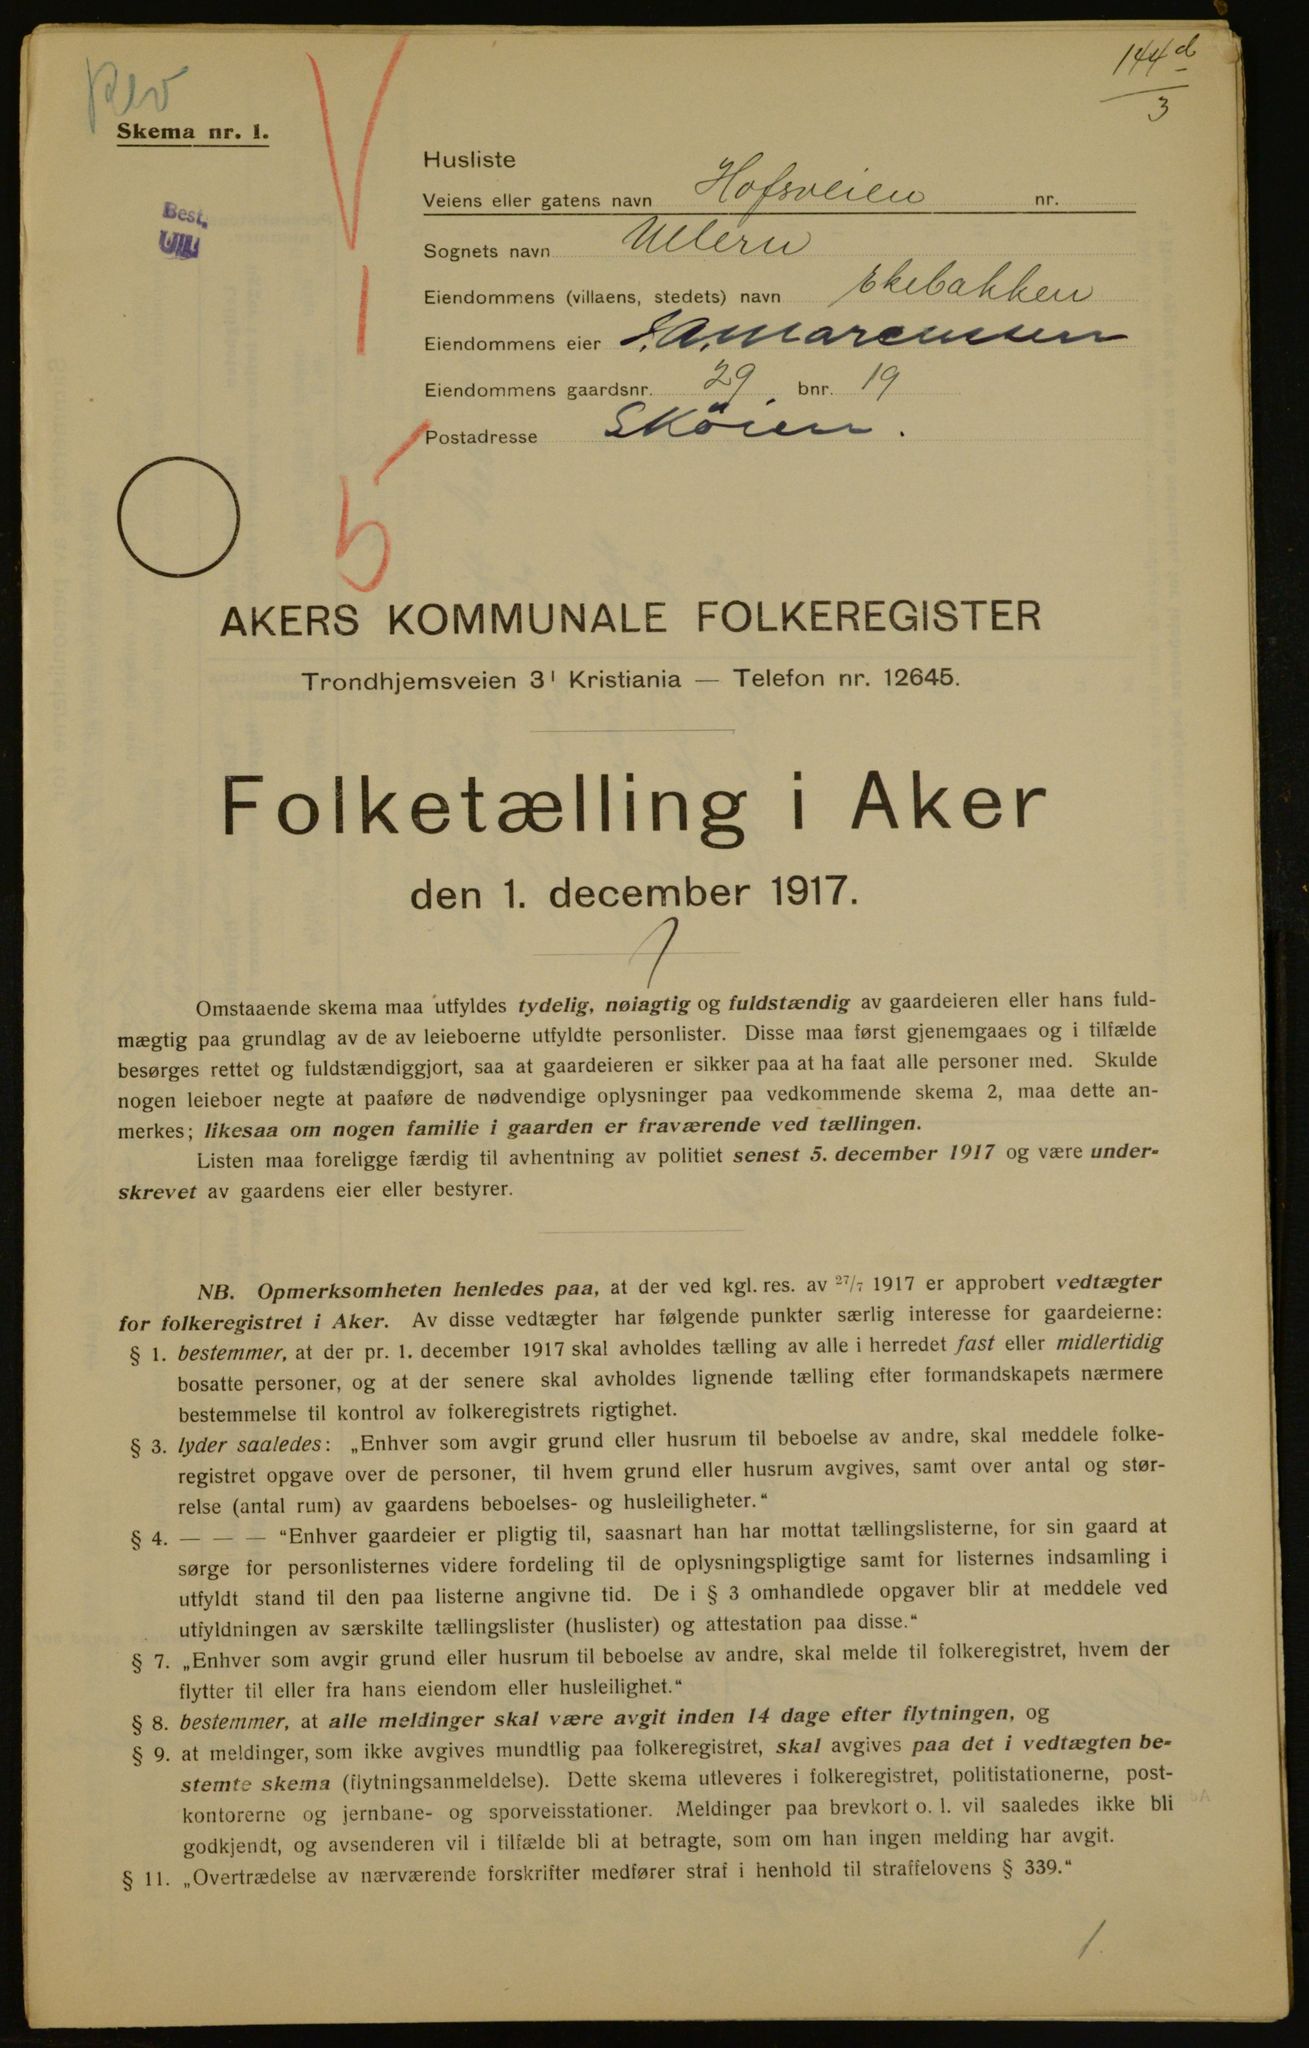 Rev
144 d
3
Skema nr. 1.
Best.
Husliste
Veiens eller gatens navn Hofsveien nr.
Sognets navn Ullern
Eiendommens (villaens, stedets) navn Ekebakken
Eiendommens eier Marcussen
Eiendommens gaardsnr. 29 bnr. 19
Postadresse Sköien.
5
AKERS KOMMUNALE FOLKEREGISTER
Trondhjemsveien 3ᴵ Kristiania — Telefon nr. 12645.
Folketælling i Aker
den 1. december 1917.
Omstaaende skema maa utfyldes tydelig, nøiagtig og fuldstændig av gaardeieren eller hans fuld-
mægtig paa grundlag av de av leieboerne utfyldte personlister. Disse maa først gjenemgaaes og i tilfælde
besørges rettet og fuldstændiggjort, saa at gaardeieren er sikker paa at ha faat alle personer med. Skulde
nogen leieboer negte at paaføre de nødvendige oplysninger paa vedkommende skema 2, maa dette an-
merkes; likesaa om nogen familie i gaarden er fraværende ved tællingen.
Listen maa foreligge færdig til avhentning av politiet senest 5. december 1917 og være under-
skrevet av gaardens eier eller bestyrer.
NB. Opmerksomheten henledes paa, at der ved kgl. res. av 27/7 1917 er approbert vedtægter
for folkeregistret i Aker. Av disse vedtægter har følgende punkter særlig interesse for gaardeierne:
§ 1. bestemmer, at der pr. 1. december 1917 skal avholdes tælling av alle i herredet fast eller midlertidig
bosatte personer, og at der senere skal avholdes lignende tælling efter formandskapets nærmere
bestemmelse til kontrol av folkeregistrets rigtighet.
§ 3. lyder saaledes: „Enhver som avgir grund eller husrum til beboelse av andre, skal meddele folke-
registret opgave over de personer, til hvem grund eller husrum avgives, samt over antal og stør-
relse (antal rum) av gaardens beboelses- og husleiligheter.“
§ 4. — — — “Enhver gaardeier er pligtig til, saasnart han har mottat tællingslisterne, for sin gaard at
sørge for personlisternes videre fordeling til de oplysningspligtige samt for listernes indsamling i
utfyldt stand til den paa listerne angivne tid. De i § 3 omhandlede opgaver blir at meddele ved
utfyldningen av særskilte tællingslister (huslister) og attestation paa disse.“
§ 7. „Enhver som avgir grund eller husrum til beboelse av andre, skal melde til folkeregistret, hvem der
flytter til eller fra hans eiendom eller husleilighet.“
§ 8. bestemmer, at alle meldinger skal være avgit inden 14 dage efter flytningen, og
§ 9. at meldinger, som ikke avgives mundtlig paa folkeregistret, skal avgives paa det i vedtægten be-
stemte skema (flytningsanmeldelse). Dette skema utleveres i folkeregistret, politistationerne, post-
kontorerne og jernbane- og sporveisstationer. Meldinger paa brevkort o. l. vil saaledes ikke bli
godkjendt, og avsenderen vil i tilfælde bli at betragte, som om han ingen melding har avgit.
§ 11. „Overtrædelse av nærværende forskrifter medfører straf i henhold til straffelovens § 339.“
1.